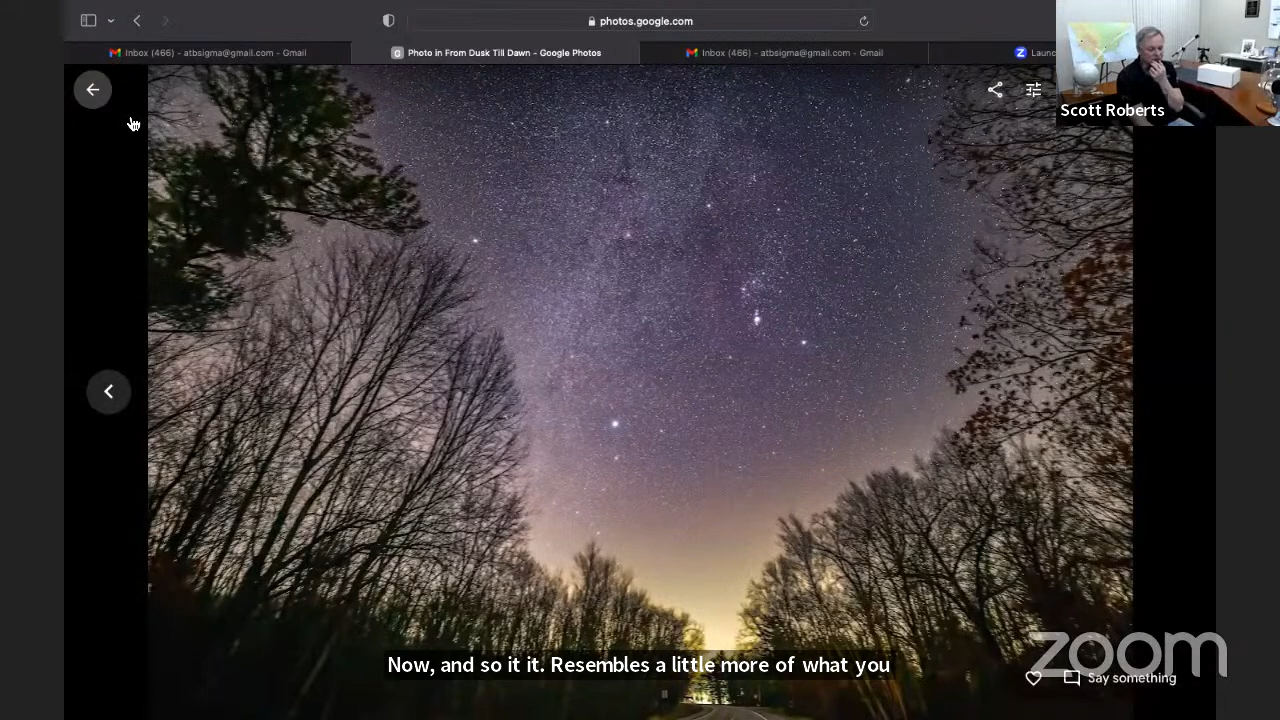 photos.google.com
Inbox (466) - atbsigma@gmail.com - Gmail
Photo in From Dusk Till Dawn - Google Photos
Inbox (466) - atbsigma@gmail.com - Gmail
Z Launc
Scott Roberts
Now, and so it it. Resembles a little more of what you
zoom
Say something